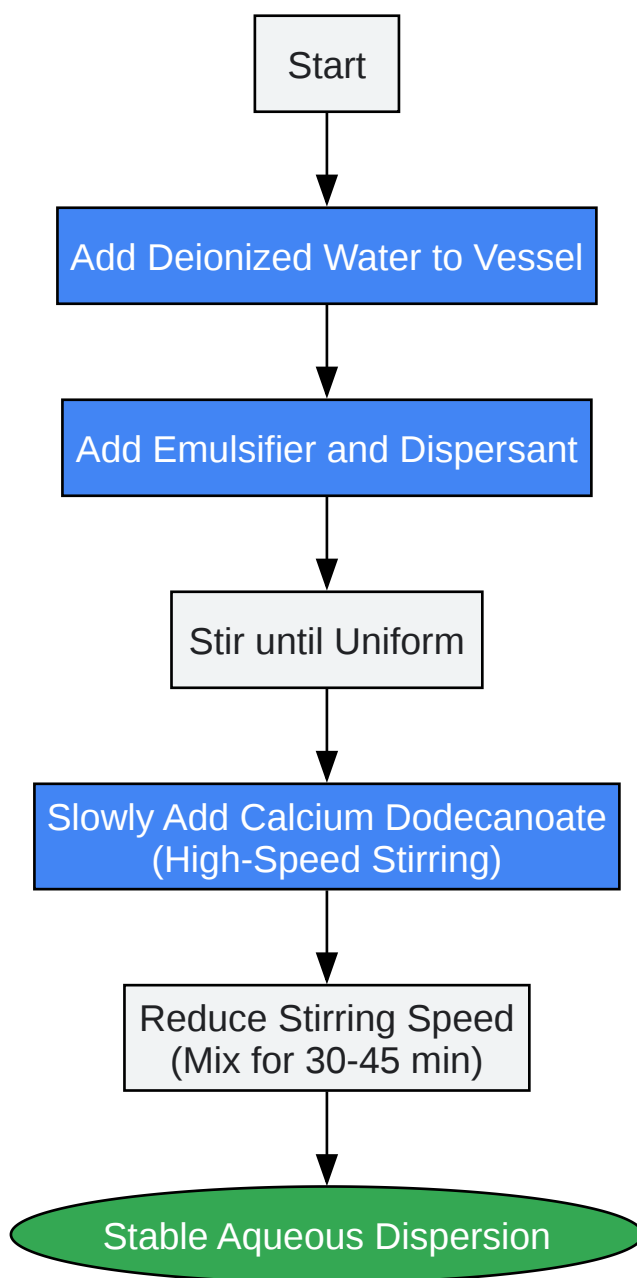 Start
Add Deionized Water to Vessel
Add Emulsifier and Dispersant
Stir until Uniform
Slowly Add Calcium Dodecanoate
(High-Speed Stirring)
Reduce Stirring Speed
(Mix for 30-45 min)
Stable Aqueous Dispersion